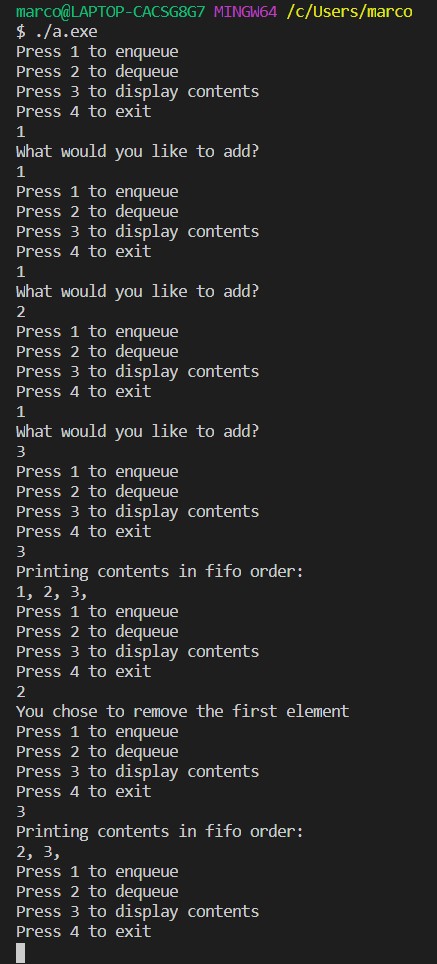 marco@LAPTOP-CACSG8G7 MINGW64 /c/Users/marco
$ ./a.exe
Press 1 to enqueue
Press 2 to dequeue
Press 3 to display contents
Press 4 to exit
1
What would you like to add?
1
Press 1 to enqueue
Press 2 to dequeue
Press 3 to display contents
Press 4 to exit
1
What would you like to add?
2
Press 1 to enqueue
Press 2 to dequeue
Press 3 to display contents
Press 4 to exit
1
What would you like to add?
3
Press 1 to enqueue
Press 2 to dequeue
Press 3 to display contents
Press 4 to exit
3
Printing contents in fifo order:
1, 2, 3,
Press 1 to enqueue
Press 2 to dequeue
Press 3 to display contents
Press 4 to exit
2
You chose to remove the first element
Press 1 to enqueue
Press 2 to dequeue
Press 3 to display contents
Press 4 to exit
3
Printing contents in fifo order:
2, 3,
Press 1 to enqueue
Press 2 to dequeue
Press 3 to display contents
Press 4 to exit